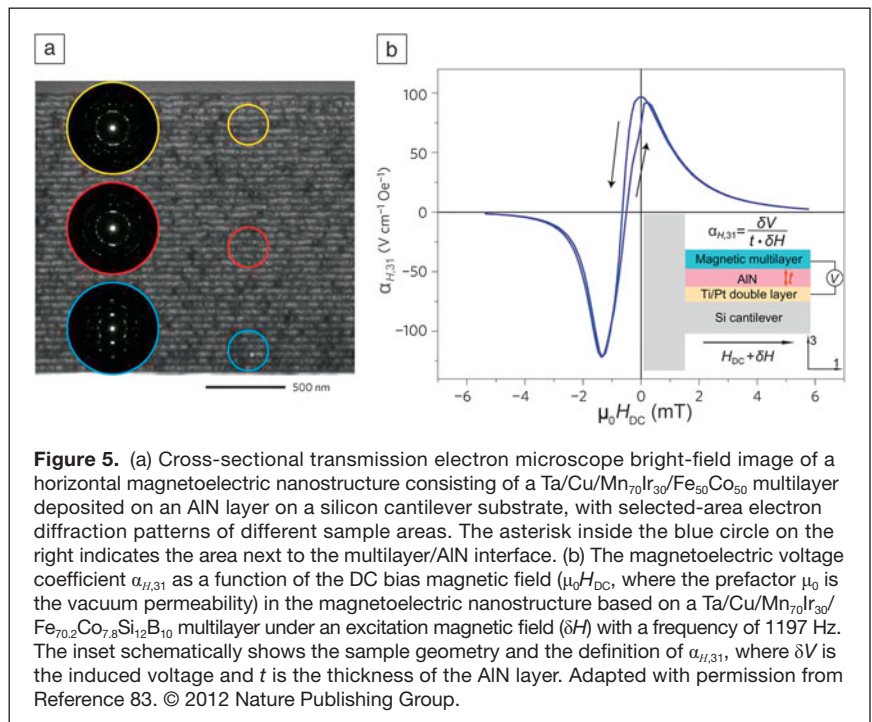 a
b
500 nm
100
50
0
−50
−100
α_{H,31} (V cm⁻¹ Oe⁻¹)
−6 −4 −2 0 2 4 6
μ₀H_{DC} (mT)
α_{H,31} = δV / (t · δH)
Magnetic multilayer
AlN t
V
Ti/Pt double layer
Si cantilever
H_{DC} + δH
3
1
Figure 5. (a) Cross-sectional transmission electron microscope bright-field image of a
horizontal magnetoelectric nanostructure consisting of a Ta/Cu/Mn₇₀Ir₃₀/Fe₅₀Co₅₀ multilayer
deposited on an AlN layer on a silicon cantilever substrate, with selected-area electron
diffraction patterns of different sample areas. The asterisk inside the blue circle on the
right indicates the area next to the multilayer/AlN interface. (b) The magnetoelectric voltage
coefficient α_{H,31} as a function of the DC bias magnetic field (μ₀H_{DC}, where the prefactor μ₀ is
the vacuum permeability) in the magnetoelectric nanostructure based on a Ta/Cu/Mn₇₀Ir₃₀/
Fe₇₀.₂Co₇.₈Si₁₂B₁₀ multilayer under an excitation magnetic field (δH) with a frequency of 1197 Hz.
The inset schematically shows the sample geometry and the definition of α_{H,31}, where δV is
the induced voltage and t is the thickness of the AlN layer. Adapted with permission from
Reference 83. © 2012 Nature Publishing Group.